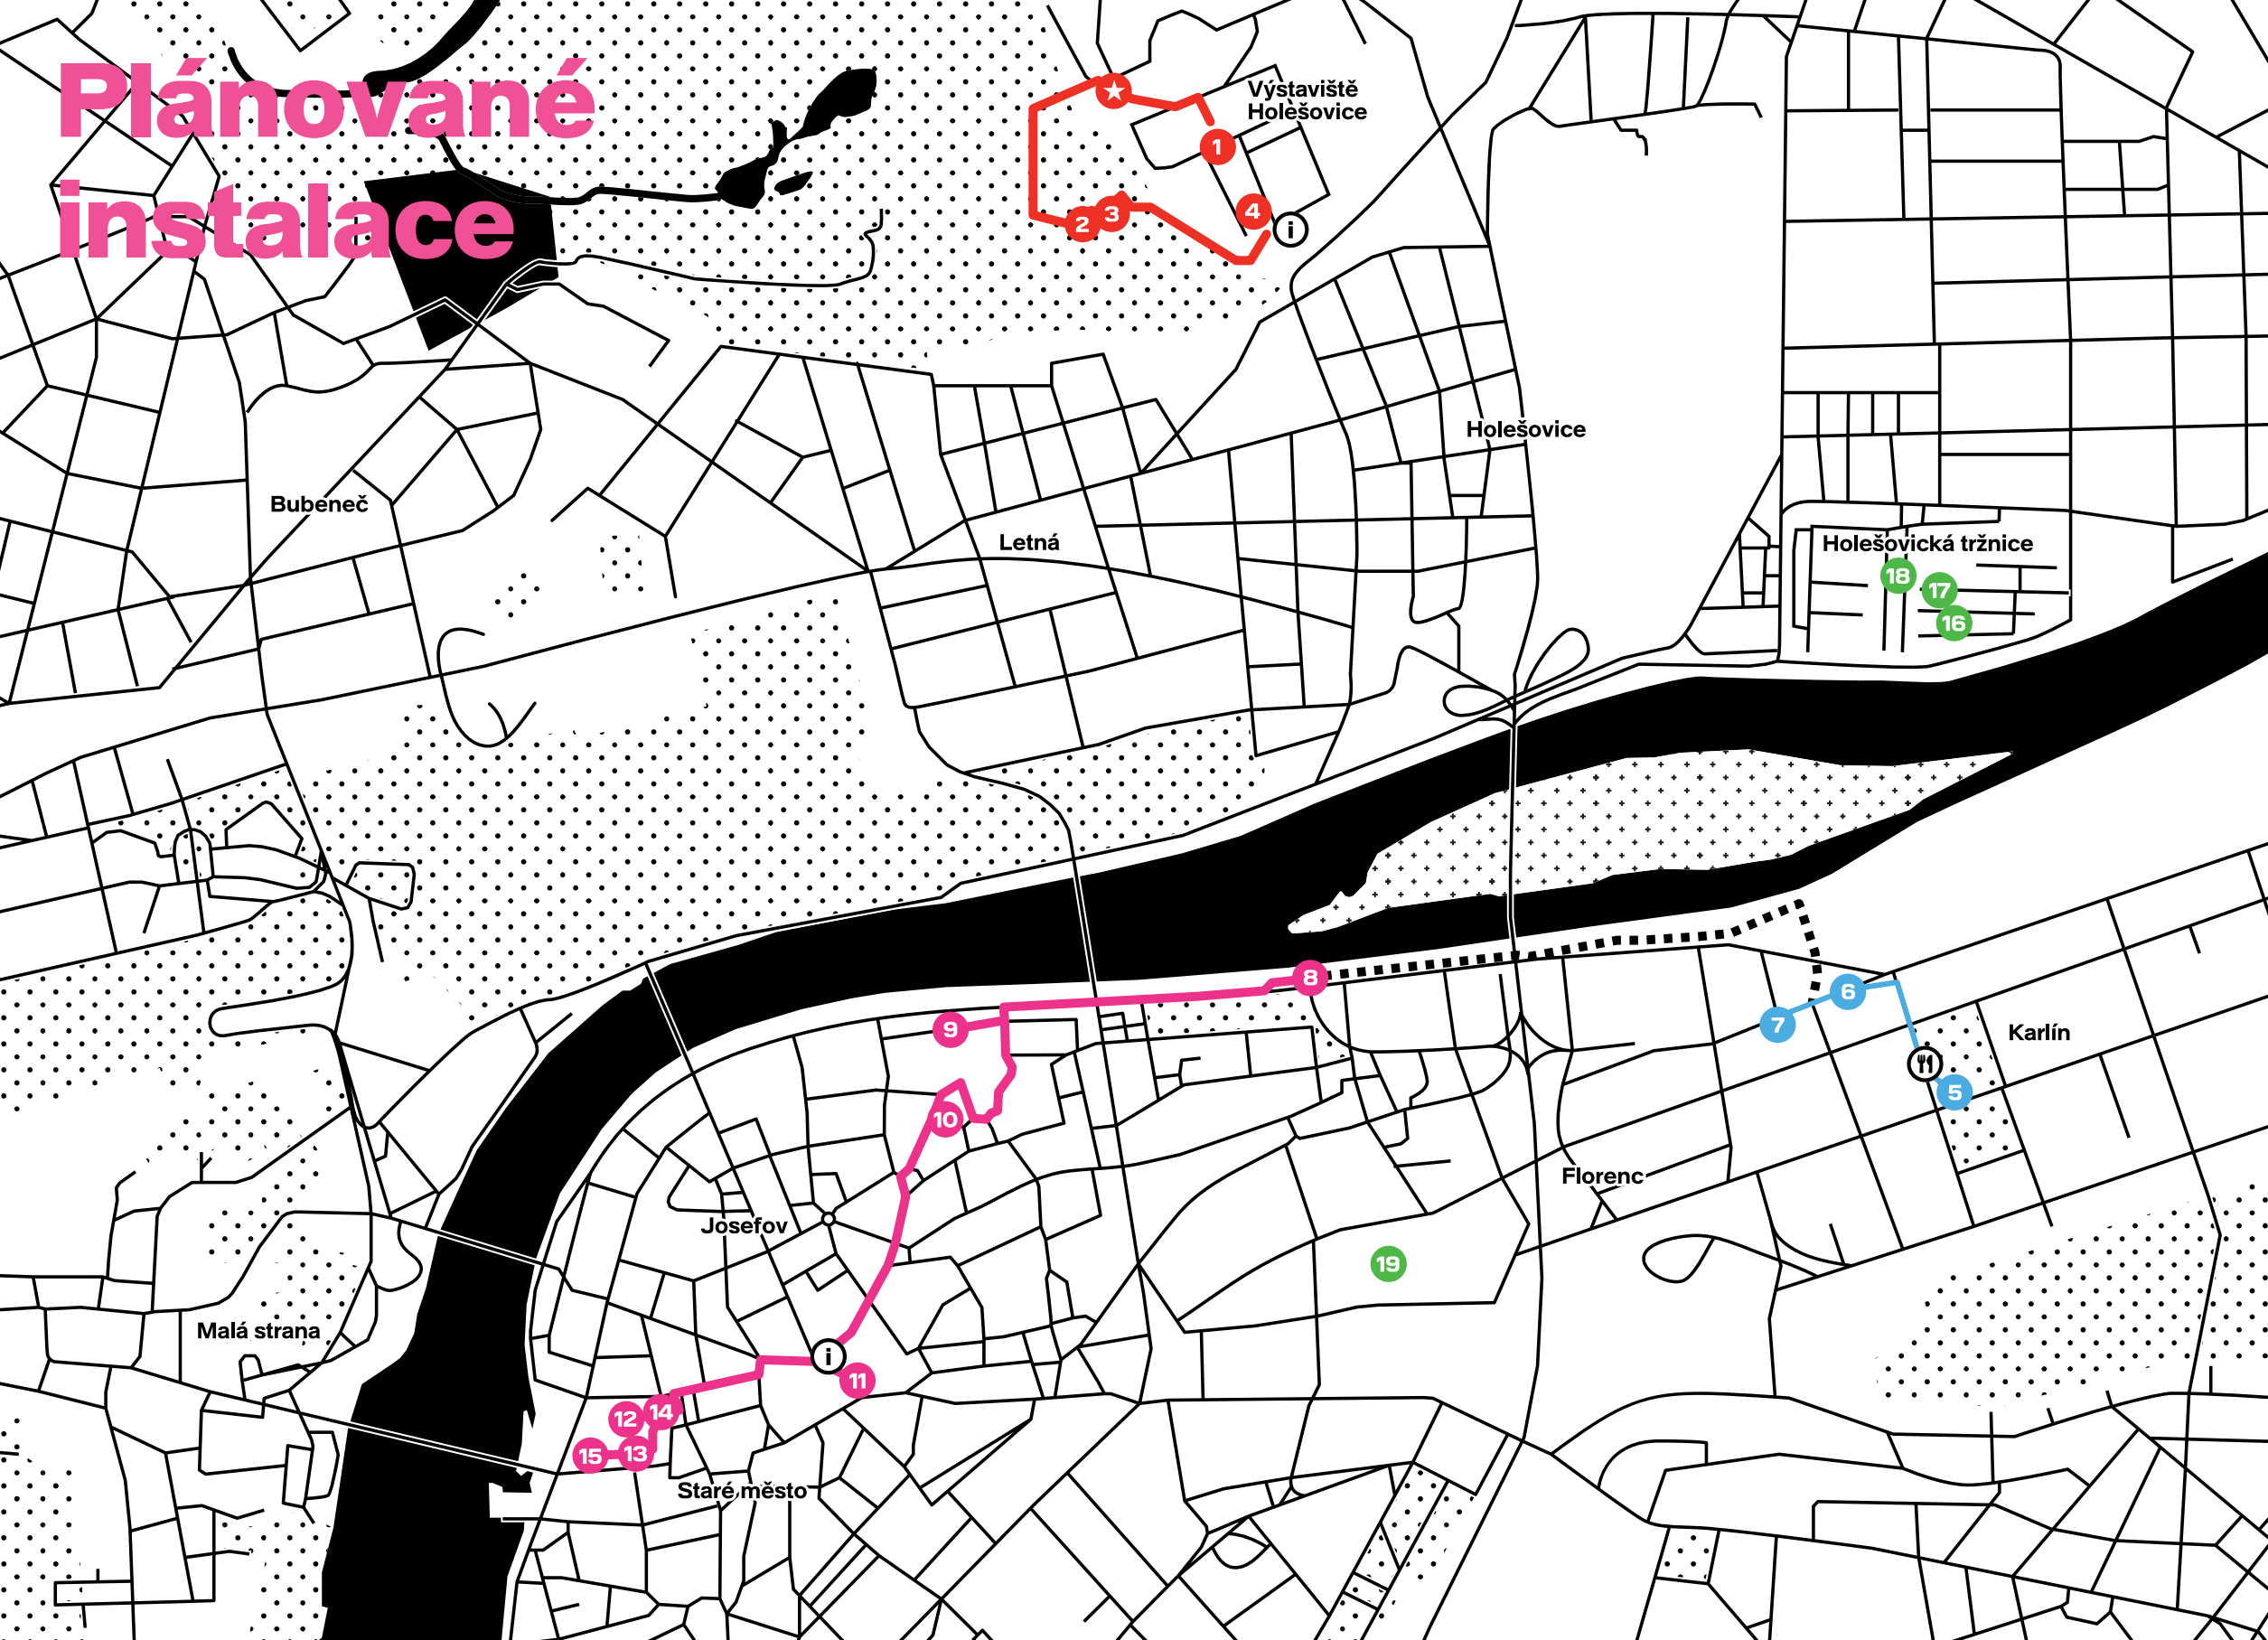 Plánované
instalace
Výstaviště
Holešovice
1
2
3
4
i
Holešovice
Bubeneč
Letná
Holešovická tržnice
18
17
16
8
9
6
7
Karlín
5
10
Florenc
Josefov
19
Malá strana
i
11
12
14
15
13
Staré město